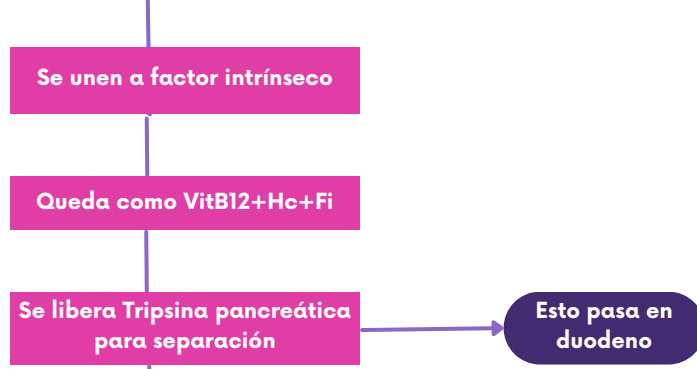 Se unen a factor intrínseco
Queda como VitB12+Hc+Fi
Se libera Tripsina pancreática
para separación
Esto pasa en
duodeno